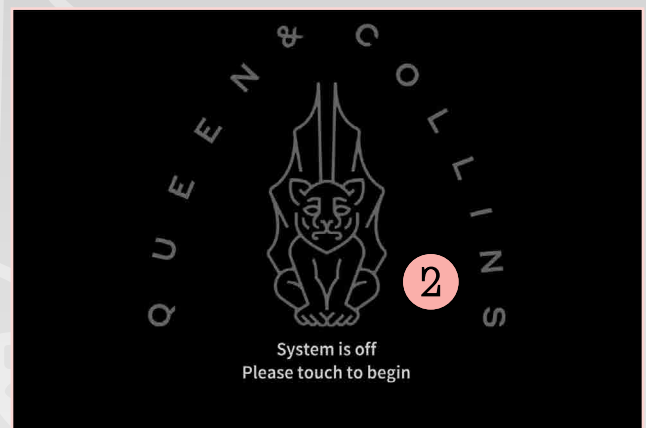 QUEEN & COLLINS
2
System is off
Please touch to begin